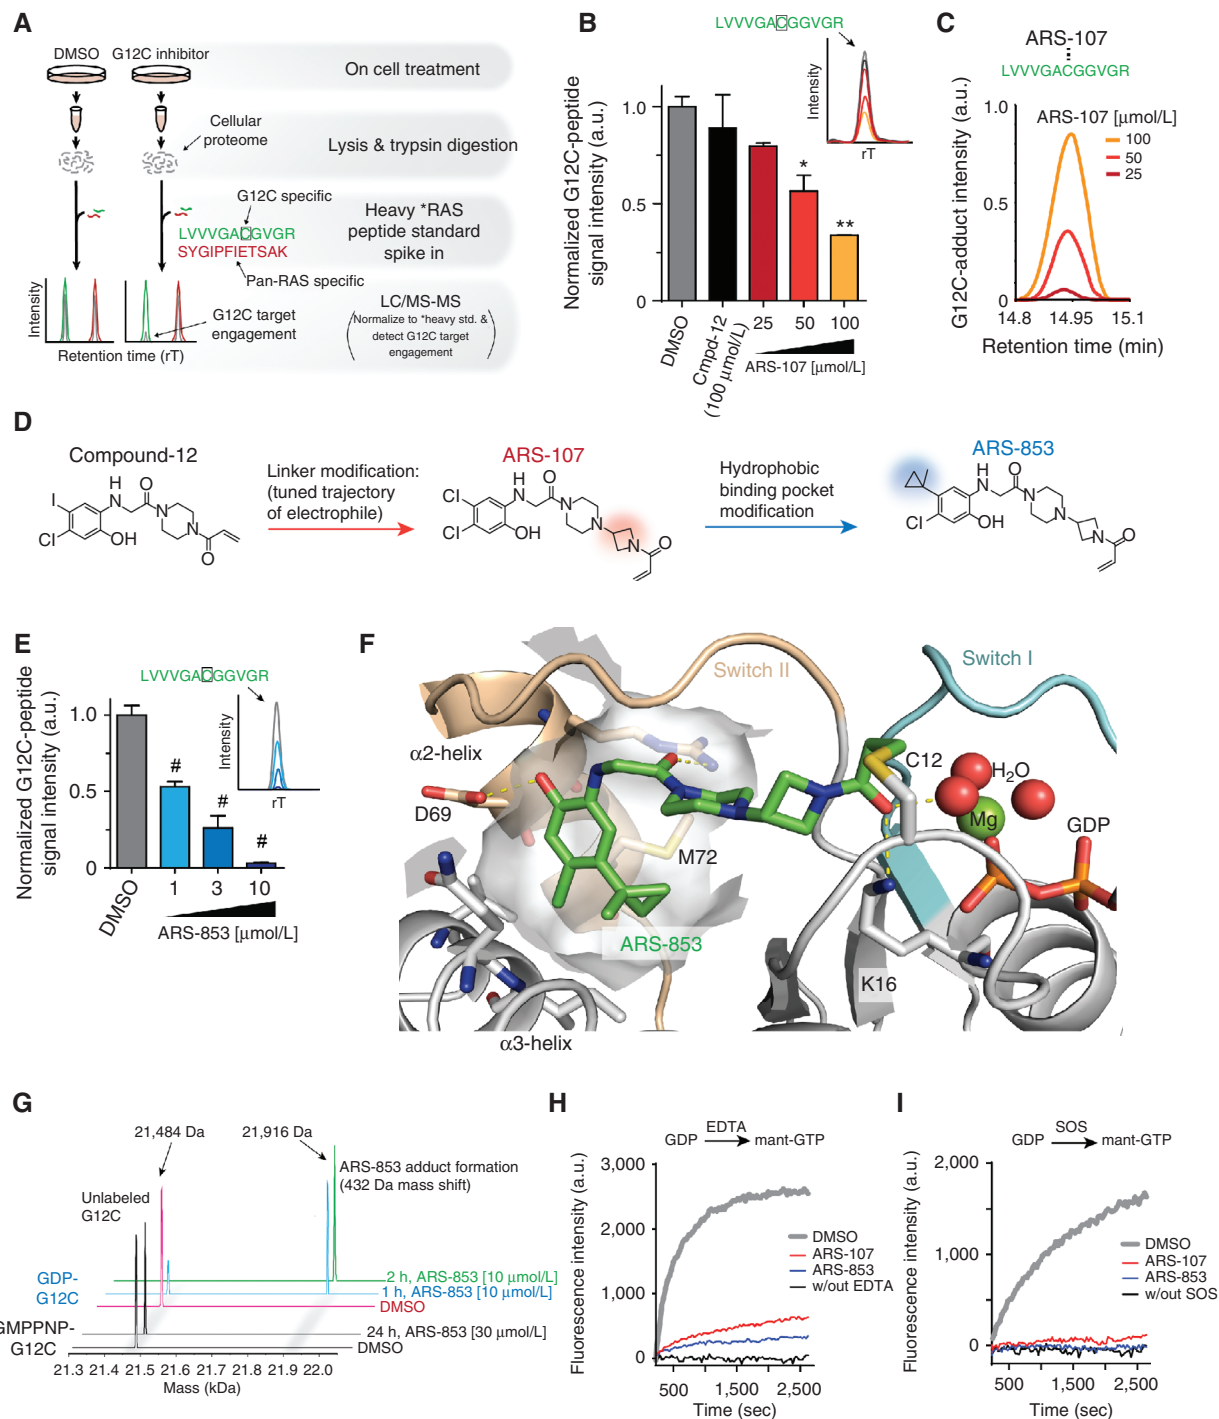 A
DMSO
G12C inhibitor
On cell treatment
Cellular
proteome
Lysis & trypsin digestion
G12C specific
LVVVGACGVGR
SYGIPFIETSAK
Pan-RAS specific
Heavy *RAS
peptide standard
spike in
Intensity
G12C target
engagement
Retention time (rT)
LC/MS-MS
(Normalize to *heavy std. &
detect G12C target
engagement)
B
LVVVGACGGVGR
Normalized G12C-peptide
signal intensity (a.u.)
1.0
0.5
0
*
**
Intensity
rT
DMSO
Cmpd-12
(100 μmol/L)
25
50
100
ARS-107 [μmol/L]
C
ARS-107
LVVVGACGGVGR
G12C-adduct intensity (a.u.)
1.0
0.5
0
ARS-107 [μmol/L]
100
50
25
14.8
14.95
15.1
Retention time (min)
D
Compound-12
H
N
O
I
N
Cl
OH
N
O
Linker modification:
(tuned trajectory
of electrophile)
ARS-107
H
N
O
Cl
N
Cl
OH
N
N
O
Hydrophobic
binding pocket
modification
ARS-853
H
N
O
N
Cl
OH
N
N
O
E
LVVVGACGGVGR
Normalized G12C-peptide
signal intensity (a.u.)
1.0
0.5
0
#
#
#
Intensity
rT
DMSO
1
3
10
ARS-853 [μmol/L]
F
Switch II
Switch I
α2-helix
C12
H2O
D69
Mg
GDP
M72
ARS-853
K16
α3-helix
G
21,484 Da
21,916 Da
ARS-853 adduct formation
(432 Da mass shift)
Unlabeled
G12C
GDP-
G12C
2 h, ARS-853 [10 μmol/L]
1 h, ARS-853 [10 μmol/L]
DMSO
GMPPNP-
G12C
24 h, ARS-853 [30 μmol/L]
DMSO
21.3
21.4
21.5
21.6
21.7
21.8
21.9
22.0
Mass (kDa)
H
GDP
EDTA
mant-GTP
Fluorescence intensity (a.u.)
3,000
2,000
1,000
0
DMSO
ARS-107
ARS-853
w/out EDTA
500
1,500
2,500
Time (sec)
I
GDP
SOS
mant-GTP
Fluorescence intensity (a.u.)
2,000
1,000
0
DMSO
ARS-107
ARS-853
w/out SOS
500
1,500
2,500
Time (sec)